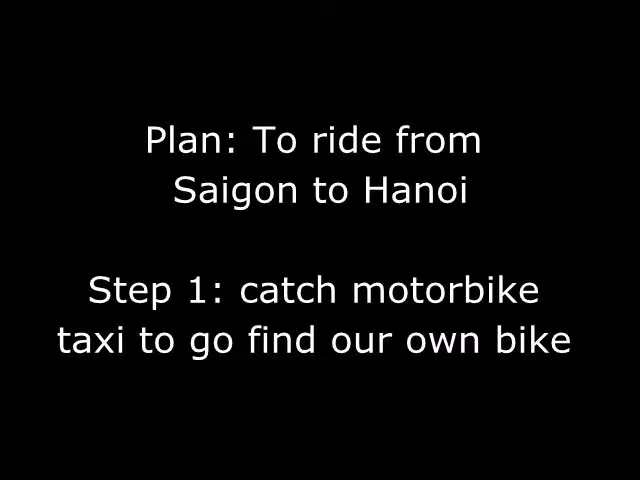 Plan: To ride from
Saigon to Hanoi
Step 1: catch motorbike
taxi to go find our own bike